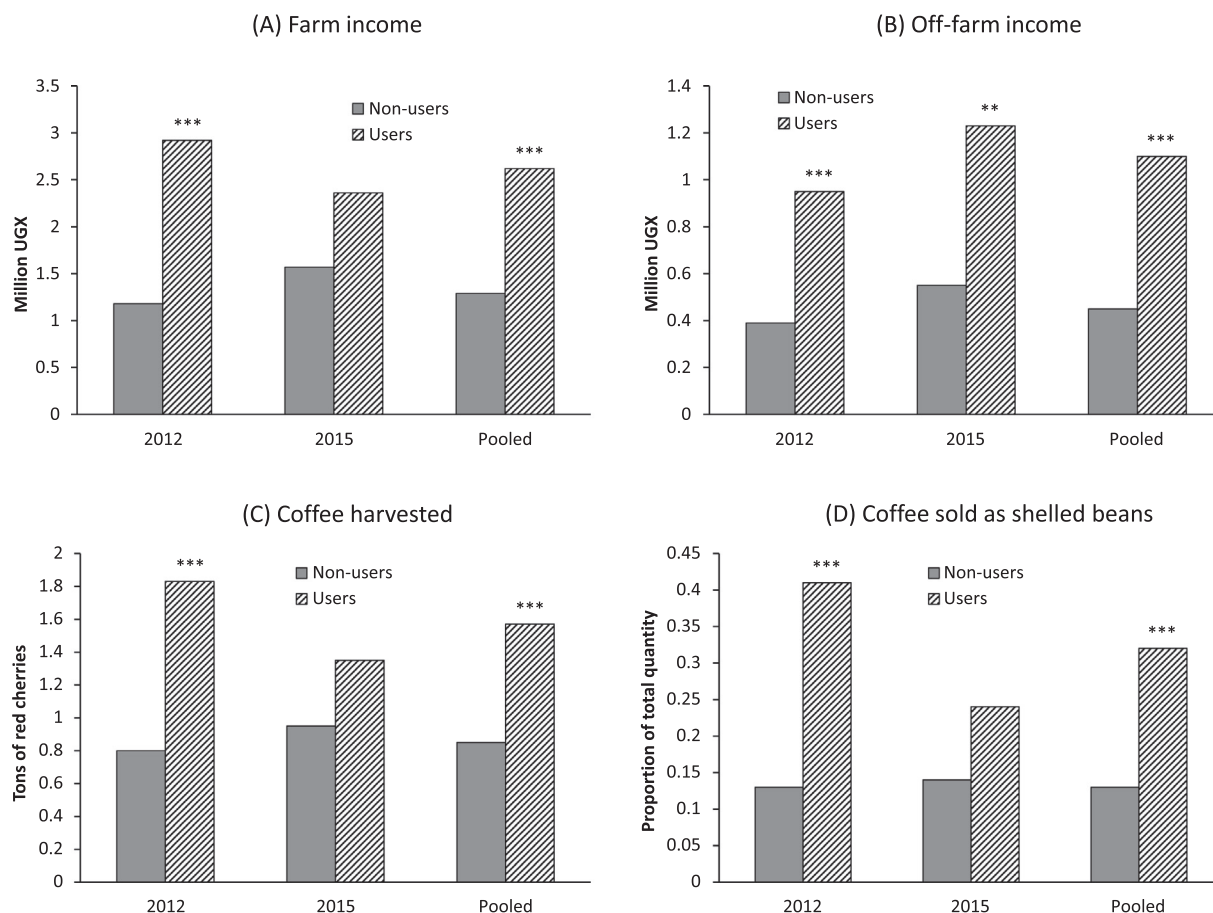 (A) Farm income
Million UGX
3.5
3
2.5
2
1.5
1
0.5
0
Non-users
Users
***
***
2012 2015 Pooled
(B) Off-farm income
Million UGX
1.4
1.2
1
0.8
0.6
0.4
0.2
0
Non-users
Users
***
**
***
2012 2015 Pooled
(C) Coffee harvested
Tons of red cherries
2
1.8
1.6
1.4
1.2
1
0.8
0.6
0.4
0.2
0
Non-users
Users
***
***
2012 2015 Pooled
(D) Coffee sold as shelled beans
Proportion of total quantity
0.45
0.4
0.35
0.3
0.25
0.2
0.15
0.1
0.05
0
Non-users
Users
***
***
2012 2015 Pooled